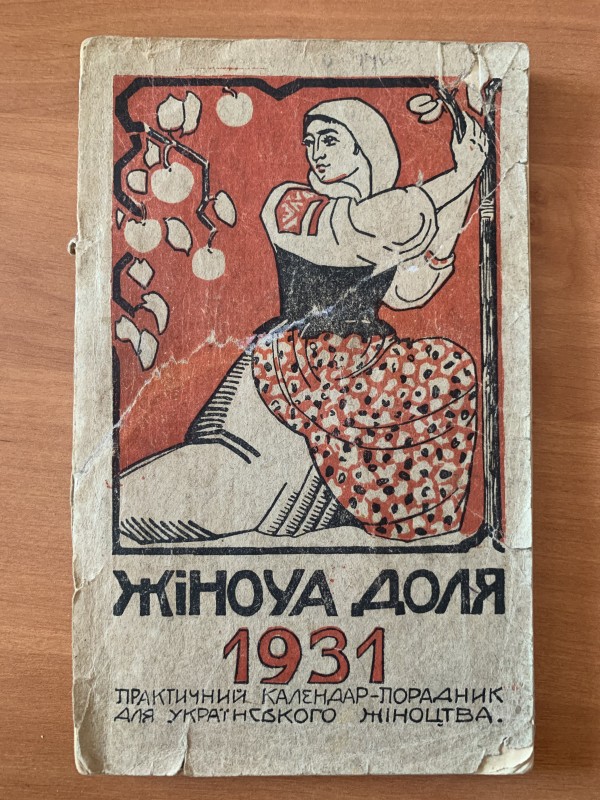 ЖІНОЧА ДОЛЯ
1931
ПРАКТИЧНИЙ КАЛЕНДАР-ПОРАДНИК
ДЛЯ УКРАЇНСЬКОГО ЖІНОЦТВА.